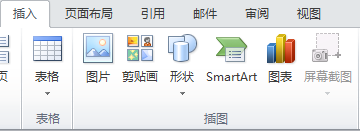 插入 页面布局 引用 邮件 审阅 视图
页 表格 图片 剪贴画 形状 SmartArt 图表 屏幕截图
表格 插图